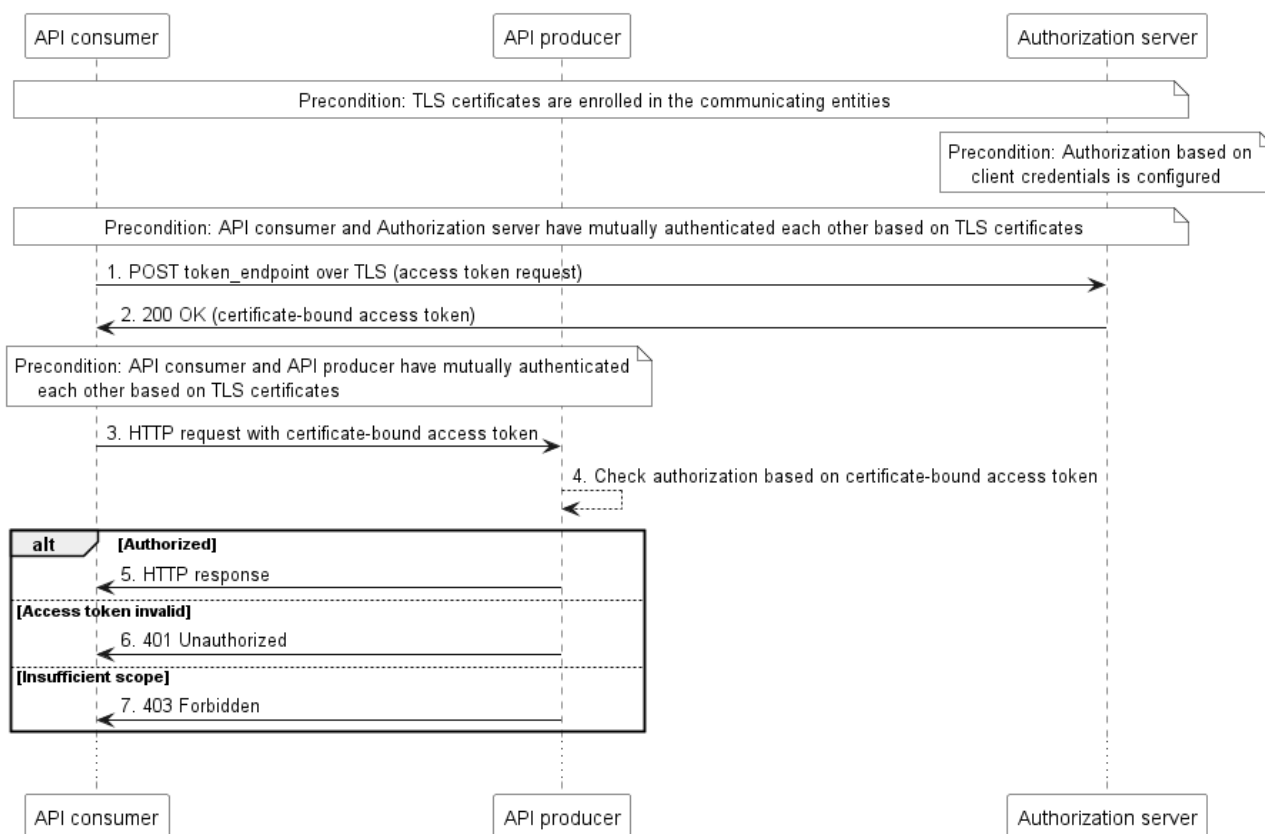 API consumer
API producer
Authorization server
Precondition: TLS certificates are enrolled in the communicating entities
Precondition: Authorization based on
client credentials is configured
Precondition: API consumer and Authorization server have mutually authenticated each other based on TLS certificates
1. POST token_endpoint over TLS (access token request)
2. 200 OK (certificate-bound access token)
Precondition: API consumer and API producer have mutually authenticated
each other based on TLS certificates
3. HTTP request with certificate-bound access token
4. Check authorization based on certificate-bound access token
alt
[Authorized]
5. HTTP response
[Access token invalid]
6. 401 Unauthorized
[Insufficient scope]
7. 403 Forbidden
API consumer
API producer
Authorization server